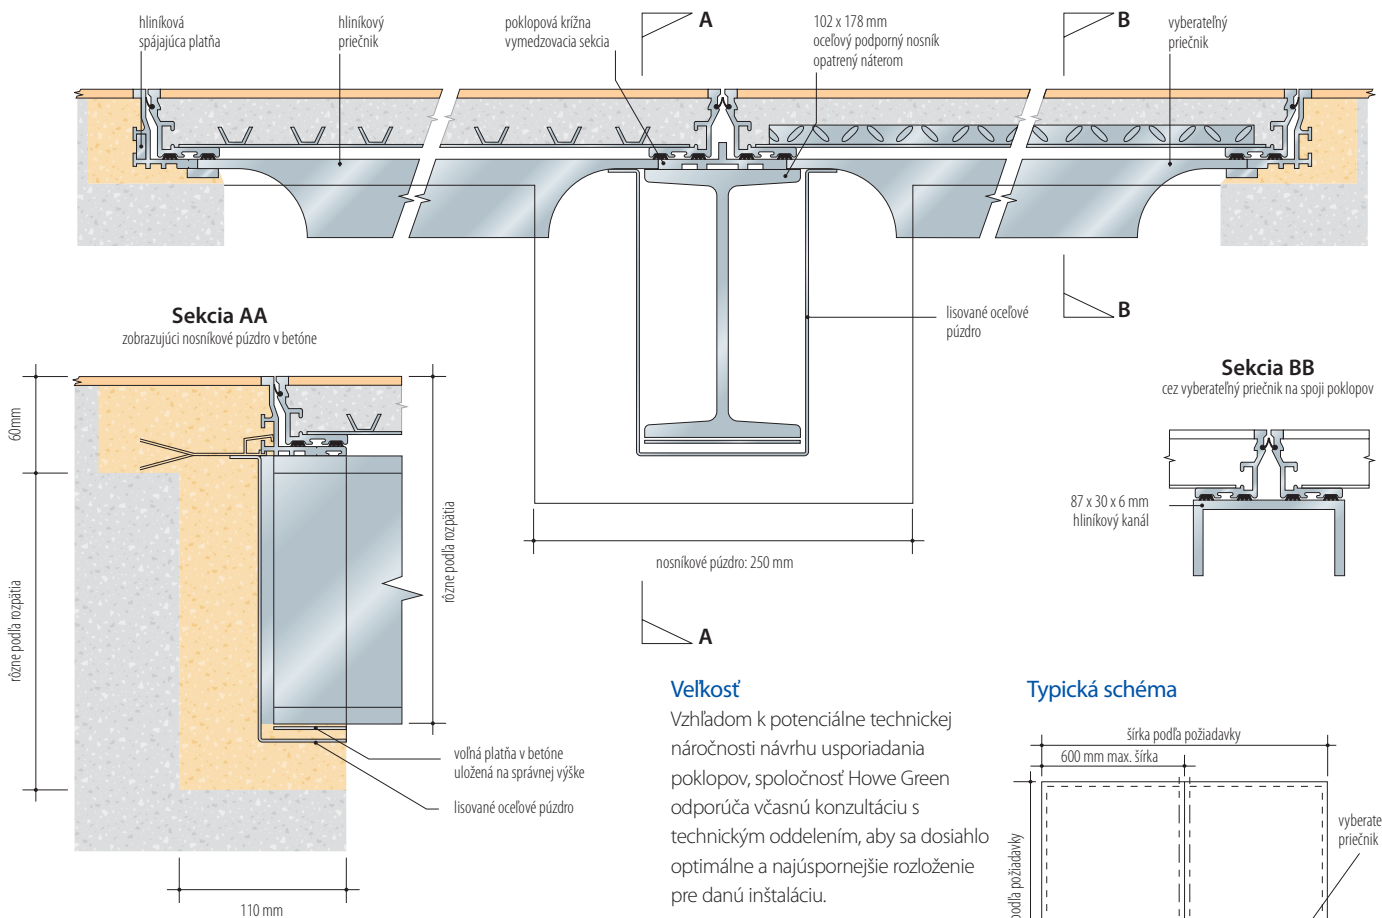 hliníková
spájajúca platňa
hliníkový
priečnik
poklopová krížna
vymedzovacia sekcia
A
102 x 178 mm
oceľový podporný nosník
opatrený náterom
B
vyberateľný
priečnik
lisované oceľové
púzdro
B
Sekcia AA
zobrazujúci nosníkové púzdro v betóne
60mm
rôzne podľa rozpätia
rôzne podľa rozpätia
voľná platňa v betóne
uložená na správnej výške
lisované oceľové púzdro
110 mm
nosníkové púzdro: 250 mm
A
Sekcia BB
cez vyberateľný priečnik na spoji poklopov
87 x 30 x 6 mm
hliníkový kanál
Veľkosť
Vzhľadom k potenciálne technickej
náročnosti návrhu usporiadania
poklopov, spoločnosť Howe Green
odporúča včasnú konzultáciu s
technickým oddelením, aby sa dosiahlo
optimálne a najúspornejšie rozloženie
pre danú inštaláciu.
Typická schéma
šírka podľa požiadavky
600 mm max. šírka
podľa požiadavky
vyberate
priečnik